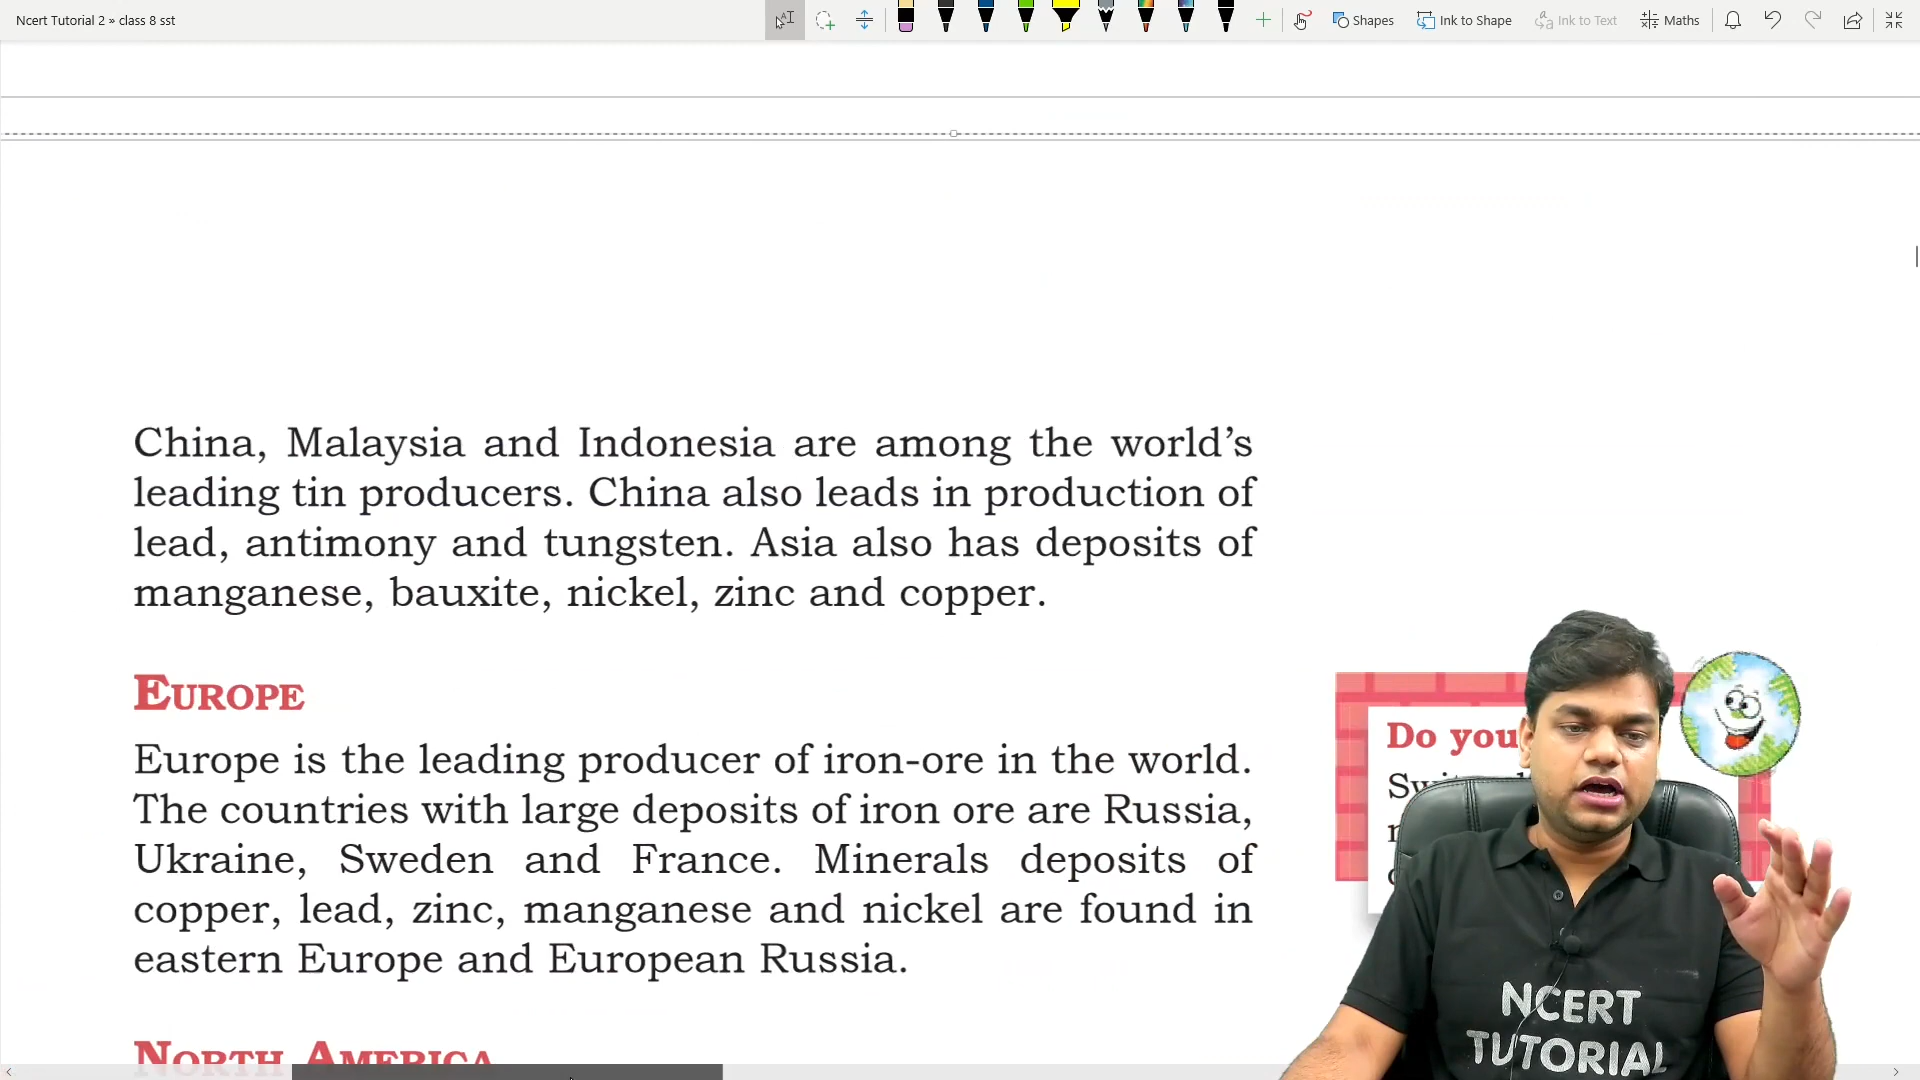 Ncert Tutorial 2 » class 8 sst
Shapes
Ink to Shape
Ink to Text
Maths
China, Malaysia and Indonesia are among the world’s
leading tin producers. China also leads in production of
lead, antimony and tungsten. Asia also has deposits of
manganese, bauxite, nickel, zinc and copper.
EUROPE
Europe is the leading producer of iron-ore in the world.
The countries with large deposits of iron ore are Russia,
Ukraine, Sweden and France. Minerals deposits of
copper, lead, zinc, manganese and nickel are found in
eastern Europe and European Russia.
NORTH AMERICA
Do you
NCERT
TUTORIAL